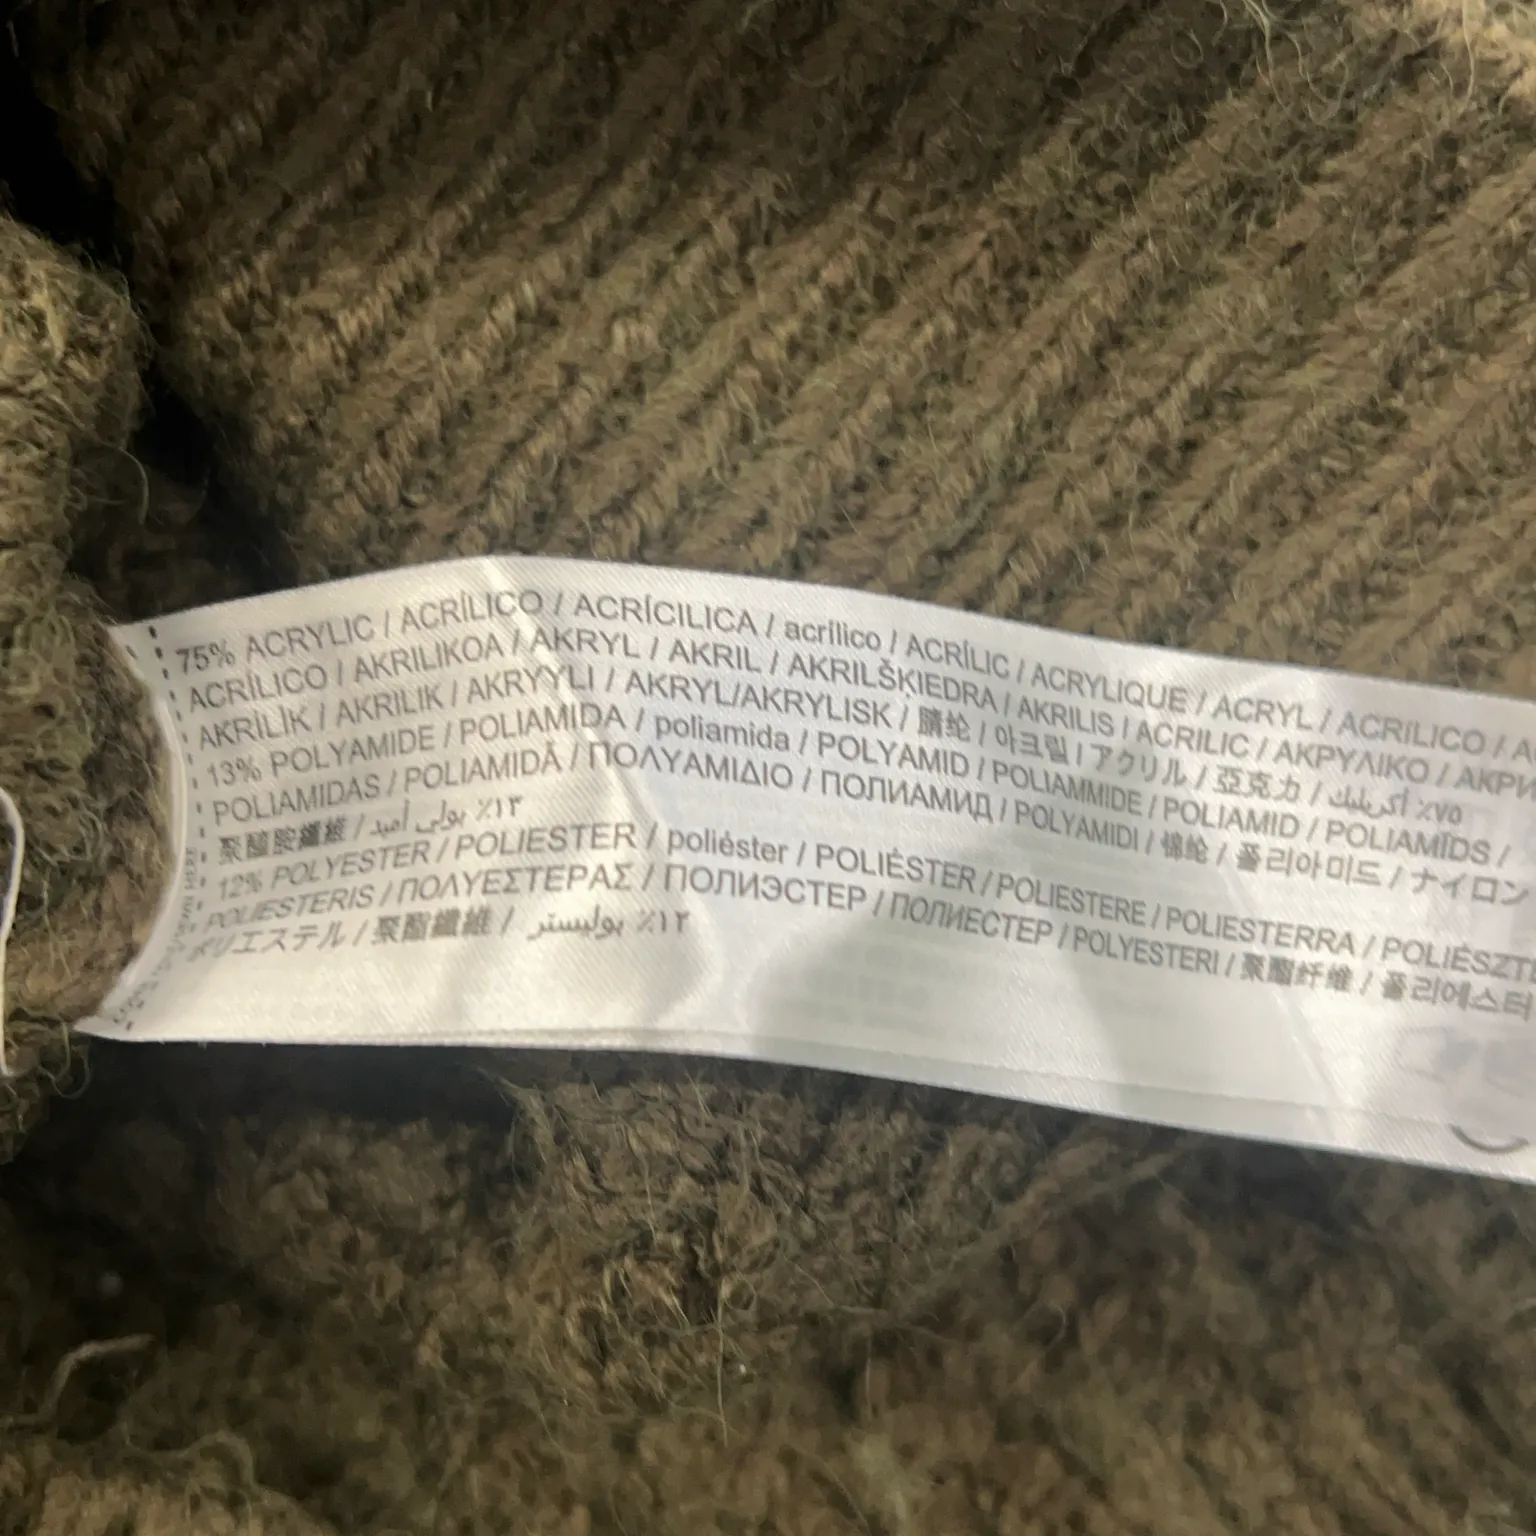 75% ACRYLIC / ACRÍLICO / ACRÍCILICA / acrílico / ACRÍLIC / ACRYLIQUE / ACRYL / ACRÍLICO /
ACRÍLICO / AKRILIKOA / AKRYL / AKRIL / AKRILŠĶIEDRA / AKRILIS / ACRILIC / ΑΚΡΥΛΙΚΟ /
AKRİLİK / AKRILIK / AKRYYLI / AKRYL/AKRYLISK / 腈纶 / 아크릴 / アクリル / 亞克力 / أكريليك ٪٧٥
13% POLYAMIDE / POLIAMIDA / poliamida / POLYAMID / POLIAMMIDE / POLIAMID / POLIAMĪDS /
POLIAMIDAS / POLIAMIDĂ / ΠΟΛΥΑΜΙΔΙΟ / ПОЛИАМИД / POLYAMIDI / 锦纶 / 폴리아미드 / ナイロン
聚醯胺纖維 / بولي أميد ٪١٣
12% POLYESTER / POLIESTER / poliéster / POLIÉSTER / POLIESTERE / POLIESTERRA /
POLIESTERIS / ΠΟΛΥΕΣΤΕΡΑΣ / ПОЛИЭСТЕР / ПОЛИЕСТЕР / POLYESTERI / 聚酯纤维 / 폴리에스터
ポリエステル / 聚酯纖維 / بوليستر ٪١٢